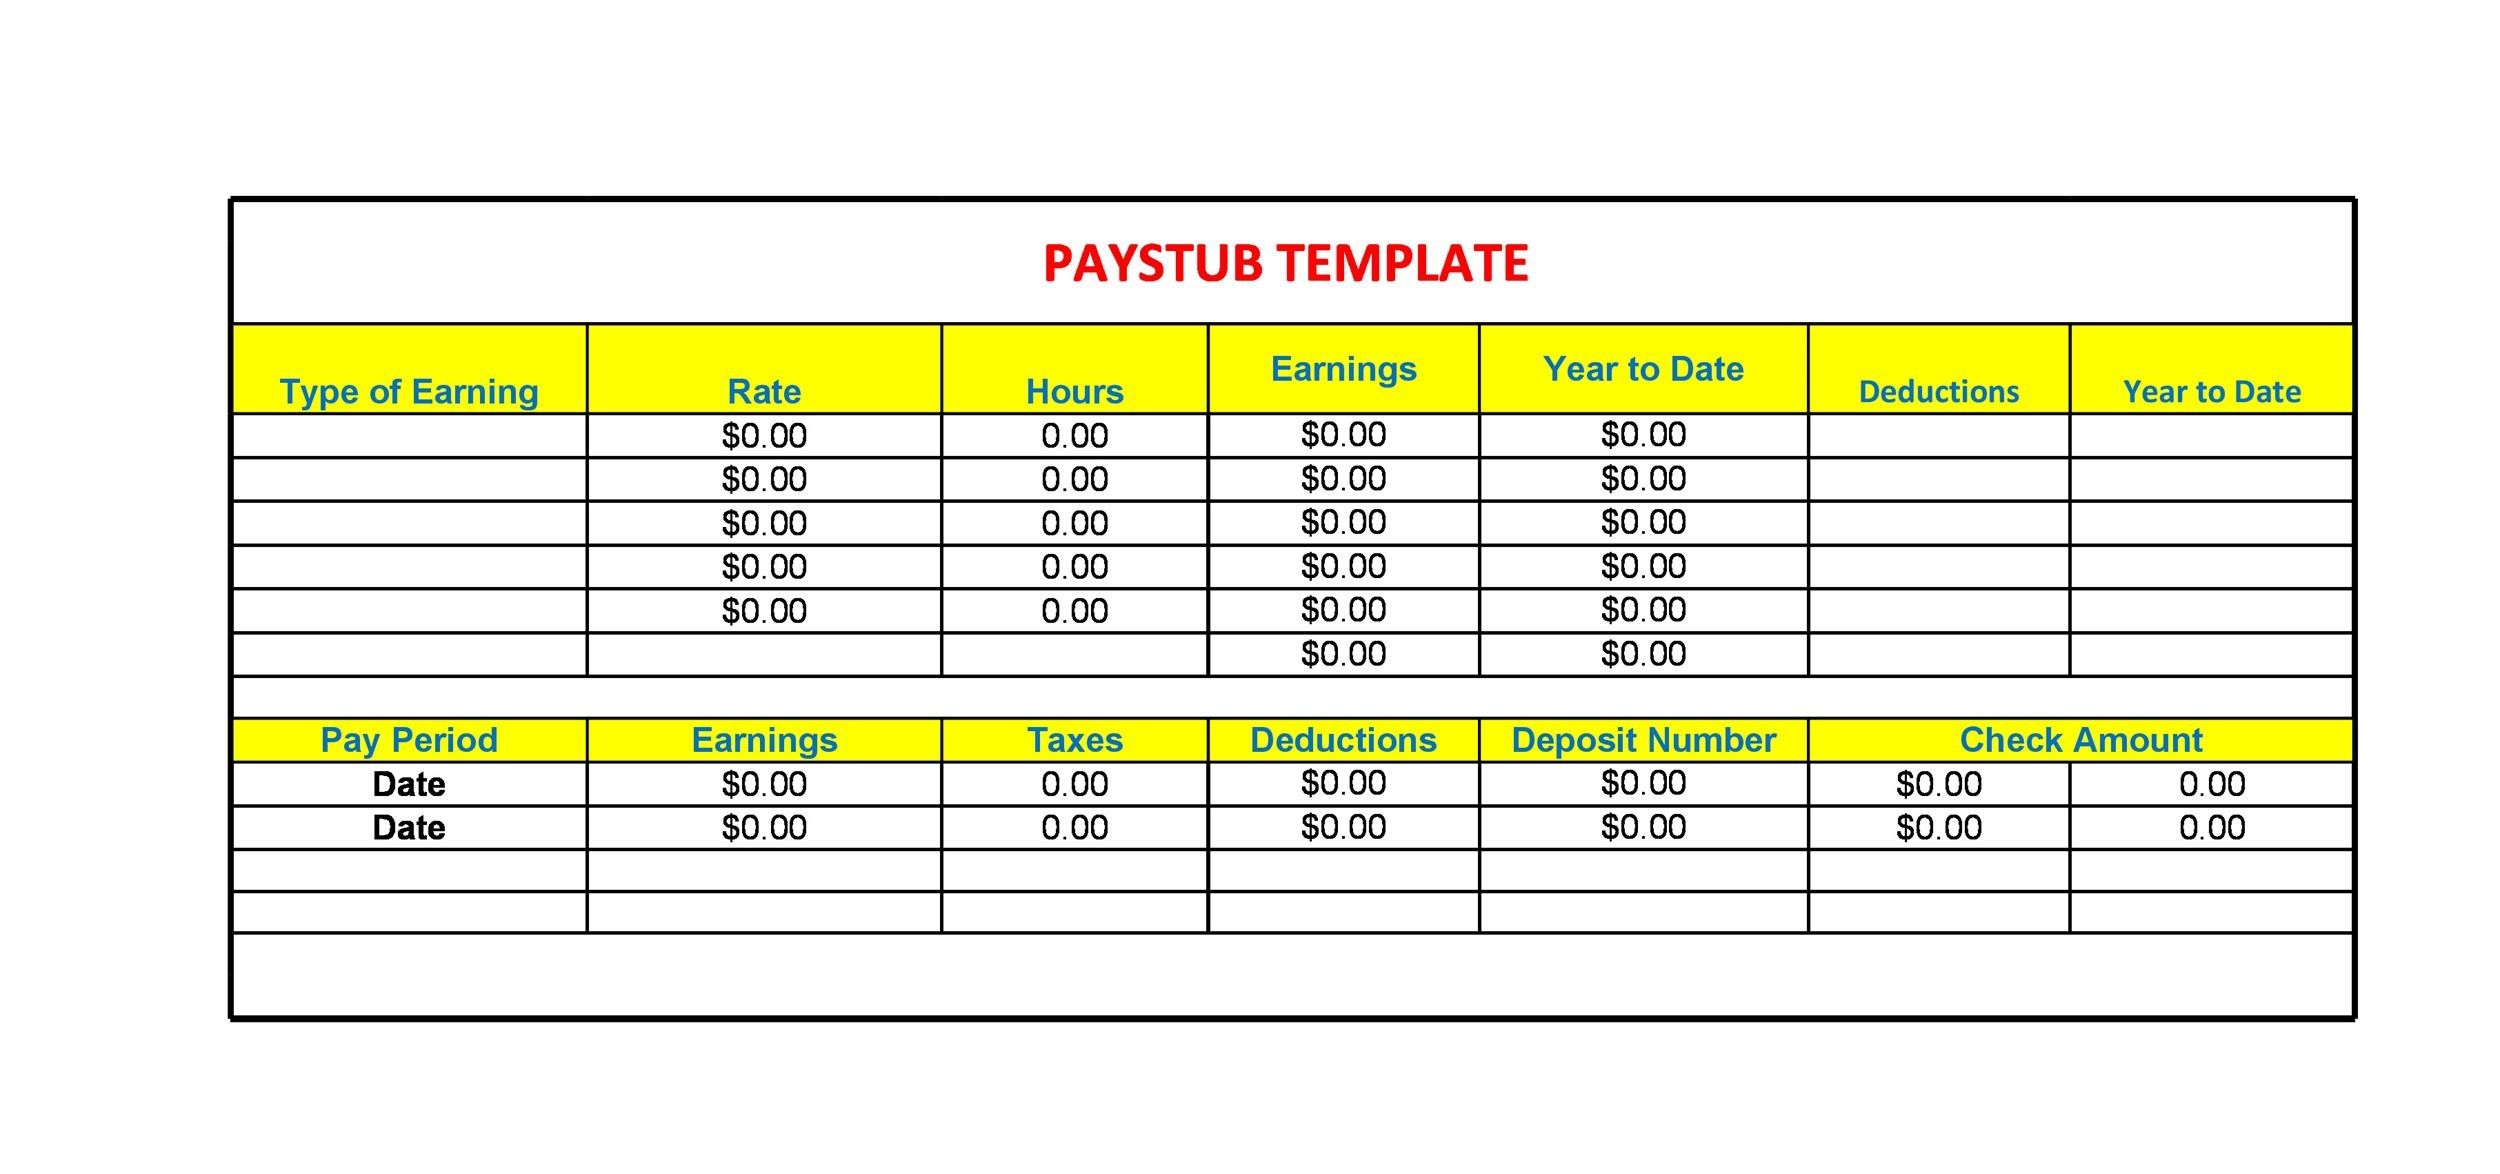 PAYSTUB TEMPLATE
Type of Earning Rate Hours Earnings Year to Date Deductions Year to Date
$0.00 0.00 $0.00 $0.00
$0.00 0.00 $0.00 $0.00
$0.00 0.00 $0.00 $0.00
$0.00 0.00 $0.00 $0.00
$0.00 0.00 $0.00 $0.00
$0.00 $0.00
Pay Period Earnings Taxes Deductions Deposit Number Check Amount
Date $0.00 0.00 $0.00 $0.00 $0.00 0.00
Date $0.00 0.00 $0.00 $0.00 $0.00 0.00